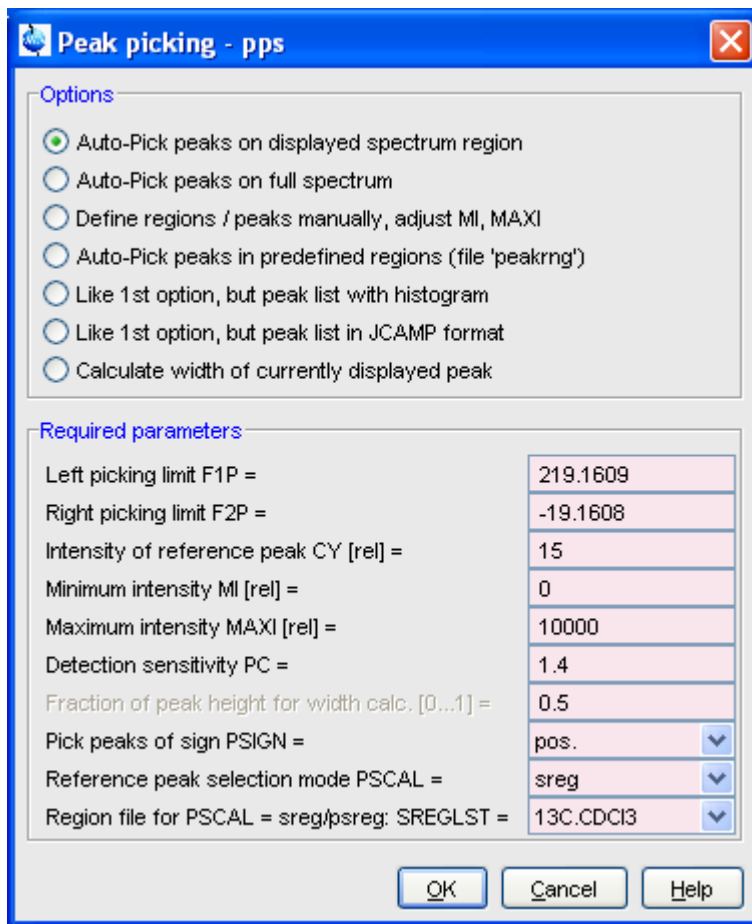 Peak picking - pps
Options
Auto-Pick peaks on displayed spectrum region
Auto-Pick peaks on full spectrum
Define regions / peaks manually, adjust MI, MAXI
Auto-Pick peaks in predefined regions (file 'peakrng')
Like 1st option, but peak list with histogram
Like 1st option, but peak list in JCAMP format
Calculate width of currently displayed peak
Required parameters
Left picking limit F1P = 219.1609
Right picking limit F2P = -19.1608
Intensity of reference peak CY [rel] = 15
Minimum intensity MI [rel] = 0
Maximum intensity MAXI [rel] = 10000
Detection sensitivity PC = 1.4
Fraction of peak height for width calc. [0...1] = 0.5
Pick peaks of sign PSIGN = pos.
Reference peak selection mode PSCAL = sreg
Region file for PSCAL = sreg/psreg: SREGLST = 13C.CDCl3
OK Cancel Help